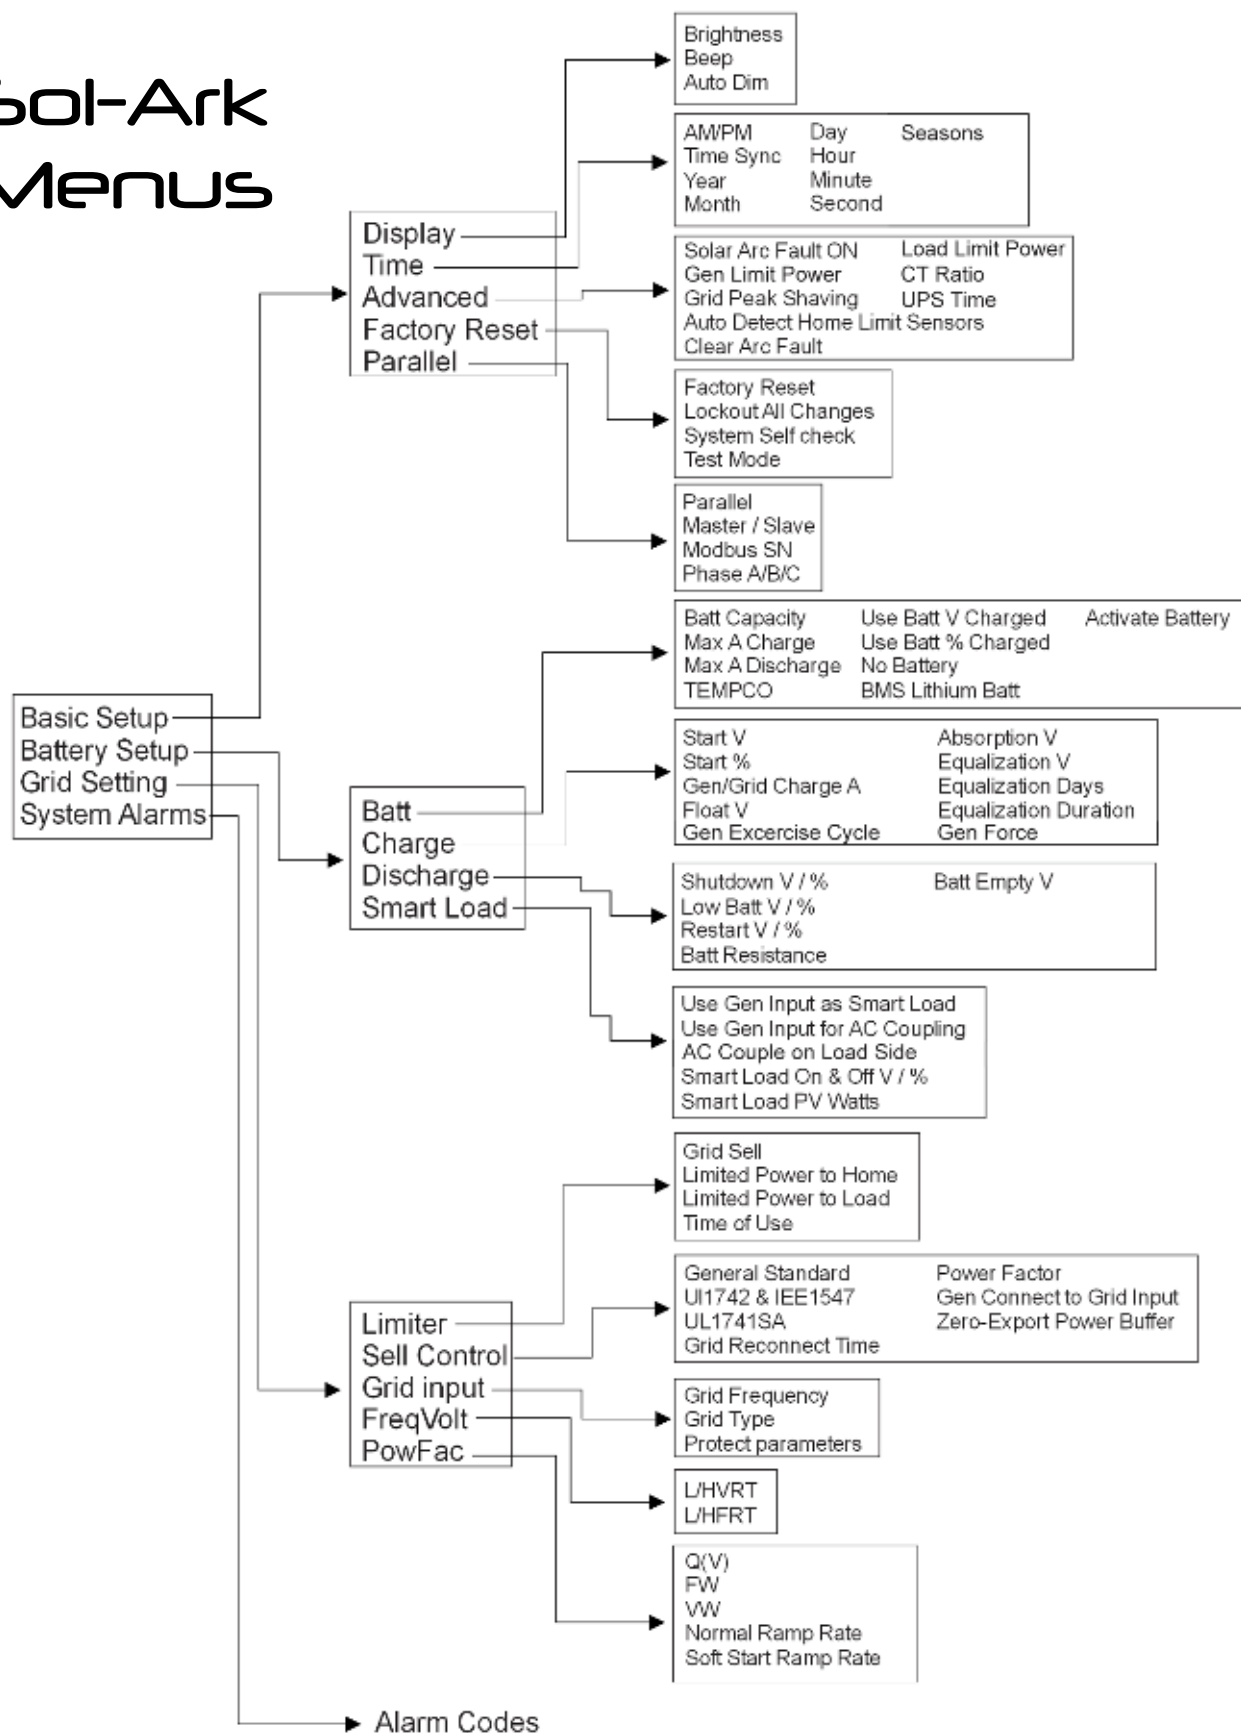 Sol-Ark
Menus
Basic Setup
Battery Setup
Grid Setting
System Alarms
Display
Time
Advanced
Factory Reset
Parallel
Brightness
Beep
Auto Dim
AM/PM Day Seasons
Time Sync Hour
Year Minute
Month Second
Solar Arc Fault ON Load Limit Power
Gen Limit Power CT Ratio
Grid Peak Shaving UPS Time
Auto Detect Home Limit Sensors
Clear Arc Fault
Factory Reset
Lockout All Changes
System Self check
Test Mode
Parallel
Master / Slave
Modbus SN
Phase A/B/C
Batt
Charge
Discharge
Smart Load
Batt Capacity Use Batt V Charged Activate Battery
Max A Charge Use Batt % Charged
Max A Discharge No Battery
TEMPCO BMS Lithium Batt
Start V Absorption V
Start % Equalization V
Gen/Grid Charge A Equalization Days
Float V Equalization Duration
Gen Excercise Cycle Gen Force
Shutdown V / % Batt Empty V
Low Batt V / %
Restart V / %
Batt Resistance
Use Gen Input as Smart Load
Use Gen Input for AC Coupling
AC Couple on Load Side
Smart Load On & Off V / %
Smart Load PV Watts
Limiter
Sell Control
Grid input
FreqVolt
PowFac
Grid Sell
Limited Power to Home
Limited Power to Load
Time of Use
General Standard Power Factor
UI1742 & IEE1547 Gen Connect to Grid Input
UL1741SA Zero-Export Power Buffer
Grid Reconnect Time
Grid Frequency
Grid Type
Protect parameters
L/HVRT
L/HFRT
Q(V)
FW
VW
Normal Ramp Rate
Soft Start Ramp Rate
Alarm Codes